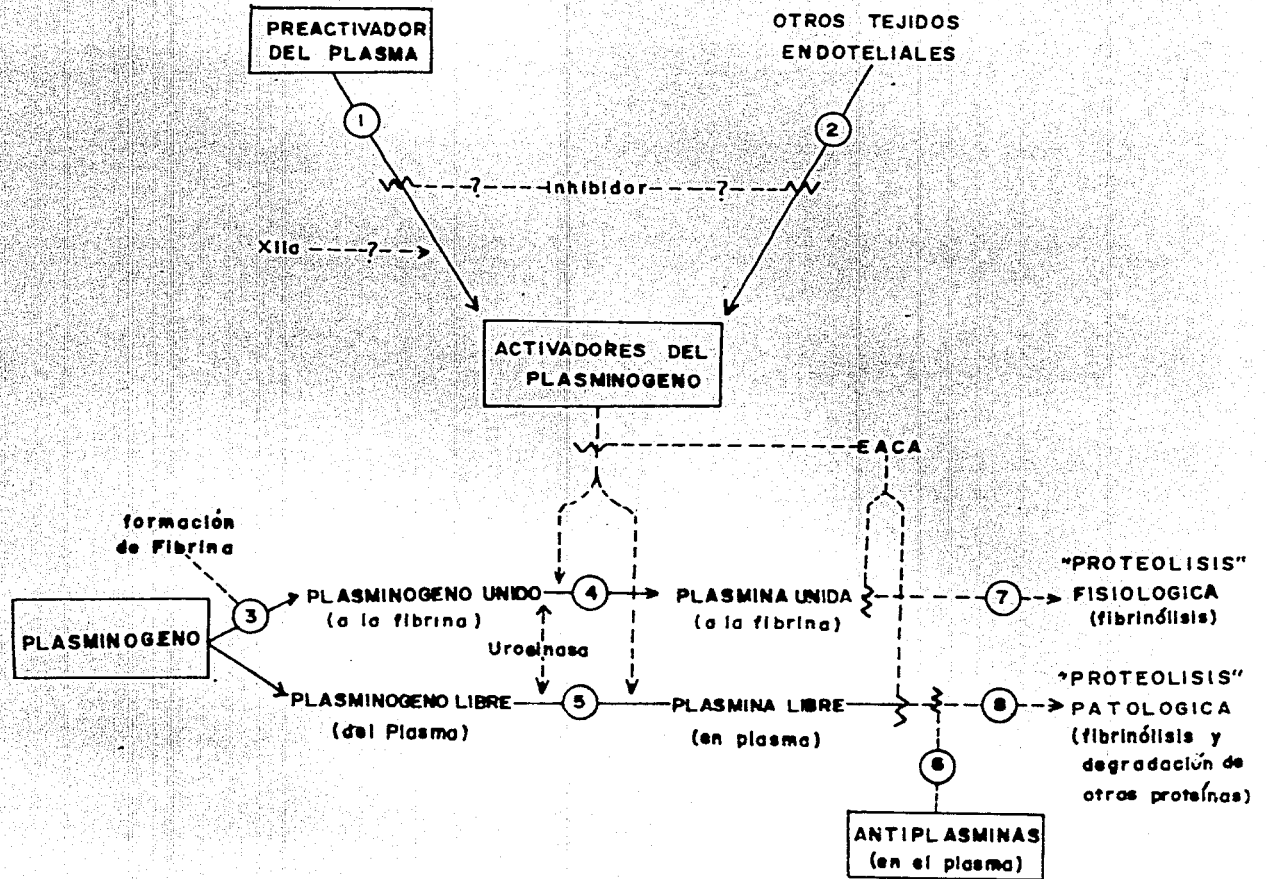 PREACTIVADOR
DEL PLASMA
OTROS TEJIDOS
ENDOTELIALES
1
2
?
Inhibidor
?
XIIa
?
ACTIVADORES DEL
PLASMINOGENO
EACA
formación
de Fibrina
PLASMINOGENO
3
PLASMINOGENO UNIDO
(a la fibrina)
4
PLASMINA UNIDA
(a la fibrina)
7
"PROTEOLISIS"
FISIOLOGICA
(fibrinólisis)
Urocinasa
PLASMINOGENO LIBRE
(del Plasma)
5
PLASMINA LIBRE
(en plasma)
8
"PROTEOLISIS"
PATOLOGICA
(fibrinólisis y
degradación de
otras proteínas)
6
ANTIPLASMINAS
(en el plasma)